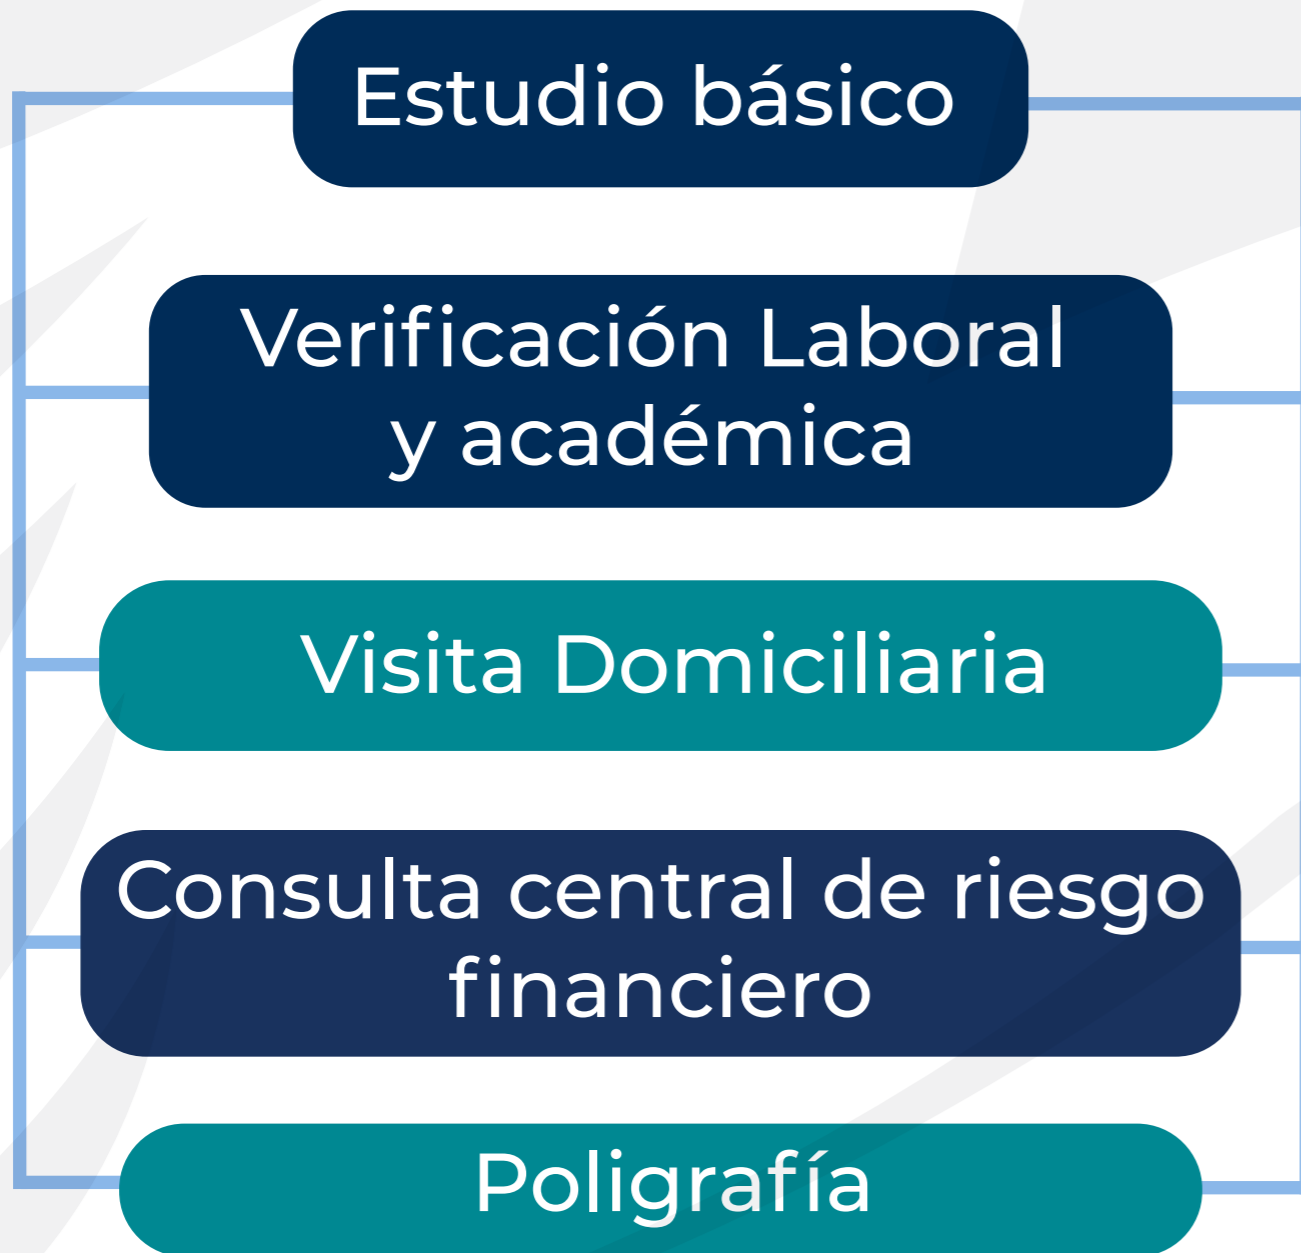 Estudio básico
Verificación Laboral
y académica
Visita Domiciliaria
Consulta central de riesgo
financiero
Poligrafía